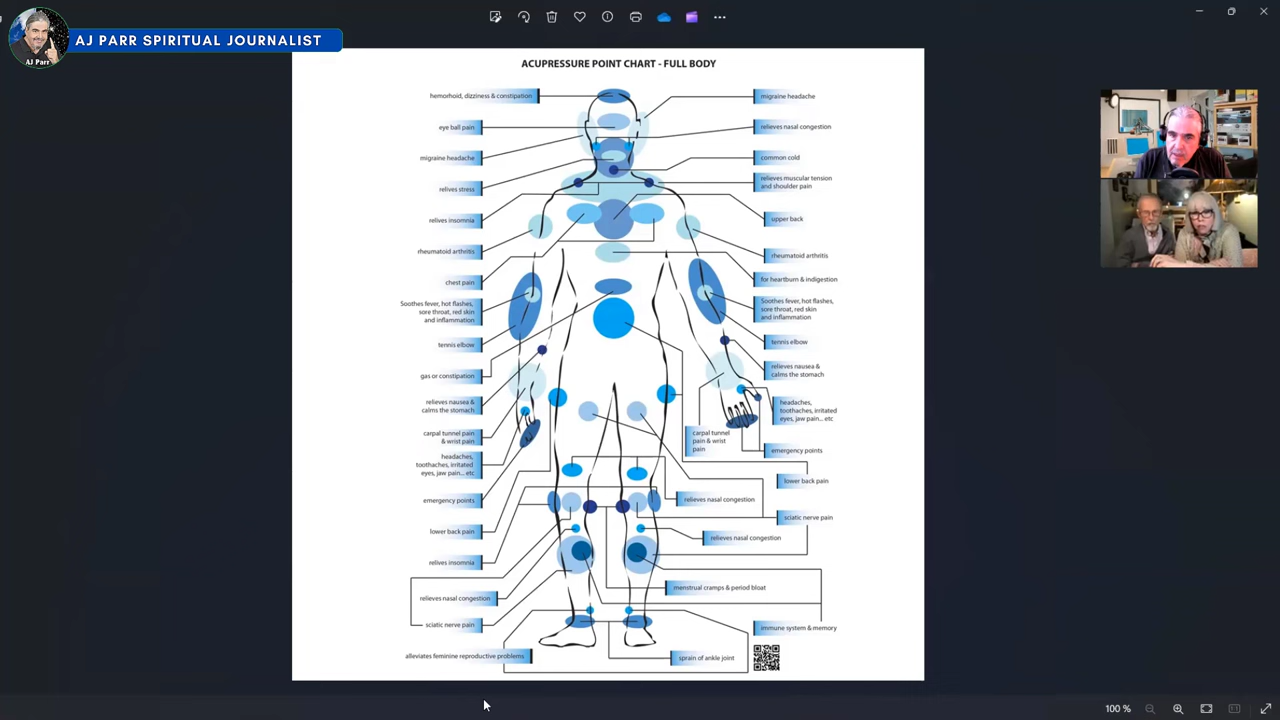 AJ PARR SPIRITUAL JOURNALIST
AJ Parr
ACUPRESSURE POINT CHART - FULL BODY
hemorhoid, dizziness & constipation
eye ball pain
migraine headache
relives stress
relives insomnia
rheumatoid arthritis
chest pain
Soothes fever, hot flashes,
sore throat, red skin
and inflammation
tennis elbow
gas or constipation
relieves nausea &
calms the stomach
carpal tunnel pain
& wrist pain
headaches,
toothaches, irritated
eyes, jaw pain... etc
emergency points
lower back pain
relives insomnia
relieves nasal congestion
sciatic nerve pain
alleviates feminine reproductive problems
migraine headache
relieves nasal congestion
common cold
relieves muscular tension
and shoulder pain
upper back
rheumatoid arthritis
for heartburn & indigestion
Soothes fever, hot flashes,
sore throat, red skin
and inflammation
tennis elbow
relieves nausea &
calms the stomach
headaches,
toothaches, irritated
eyes, jaw pain... etc
carpal tunnel
pain & wrist
pain
emergency points
lower back pain
relieves nasal congestion
sciatic nerve pain
relieves nasal congestion
menstrual cramps & period bloat
immune system & memory
sprain of ankle joint
100 %